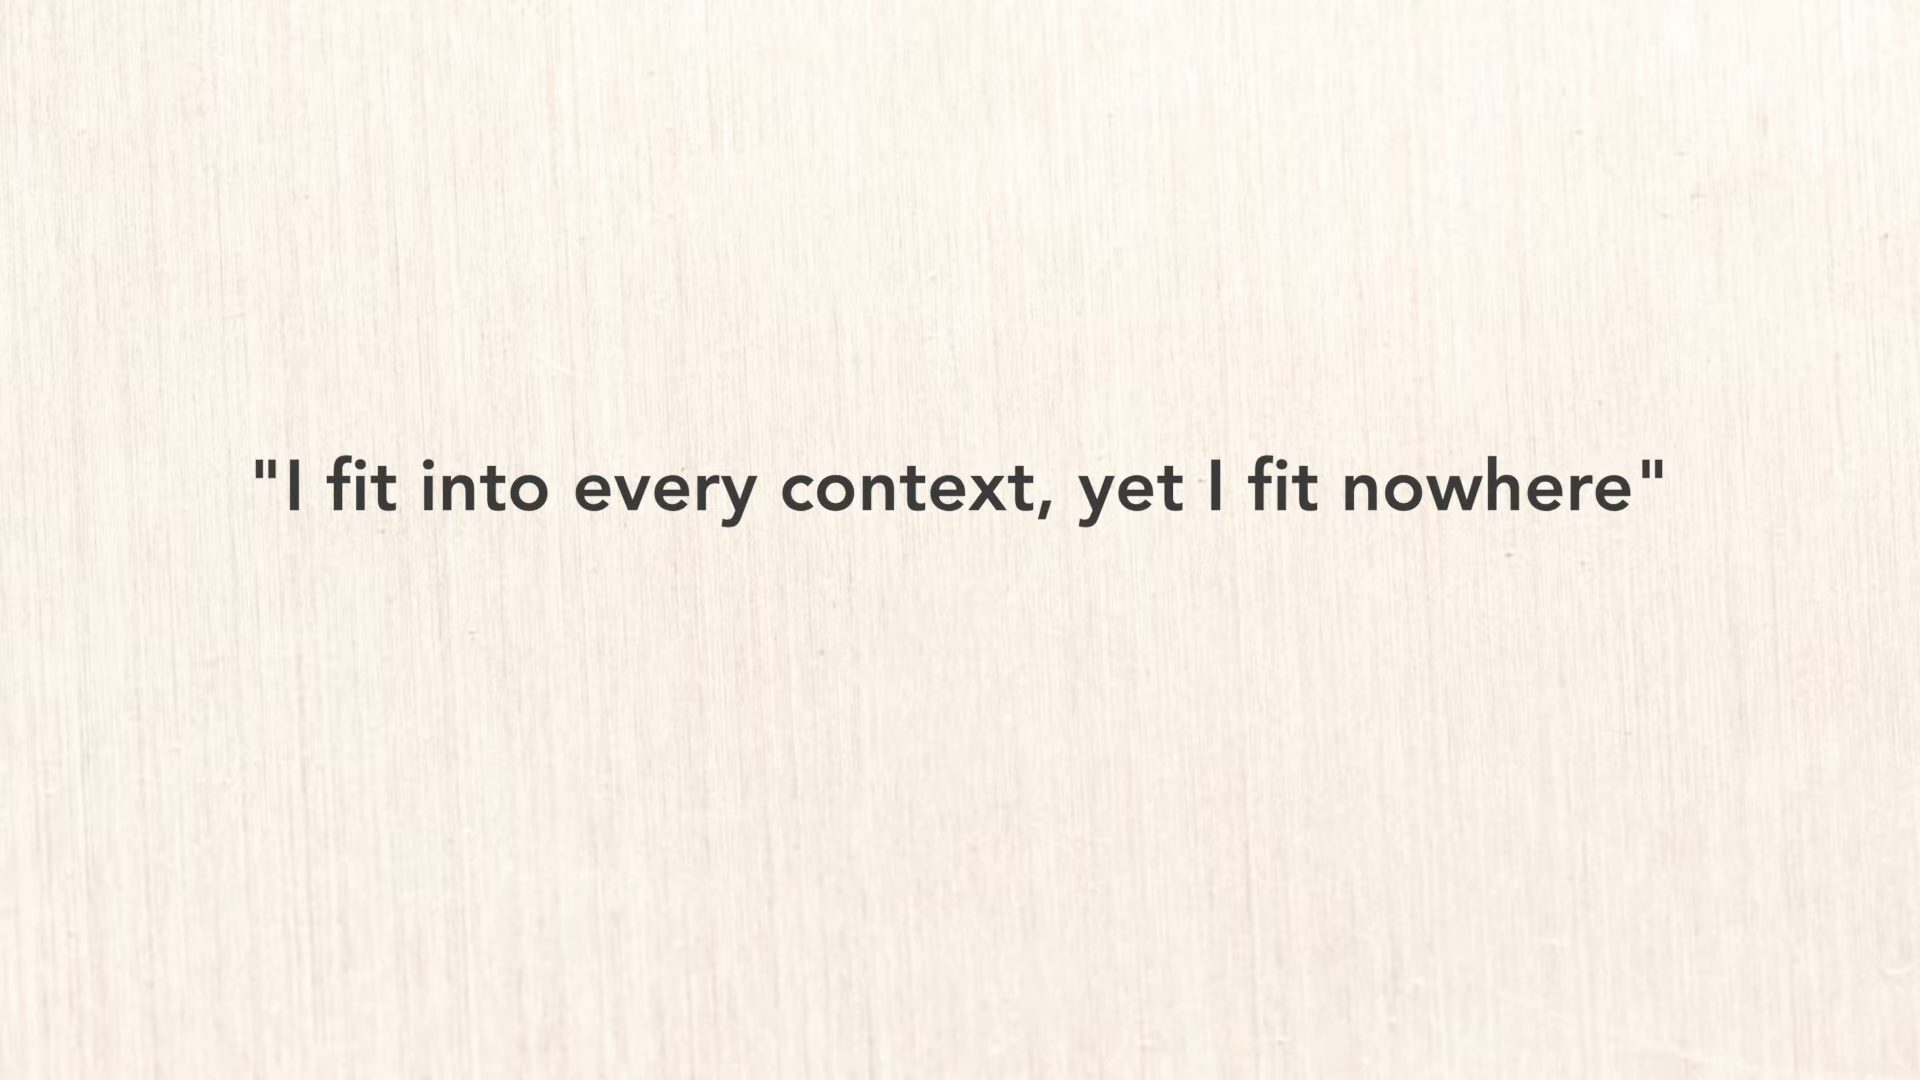 "I fit into every context, yet I fit nowhere"